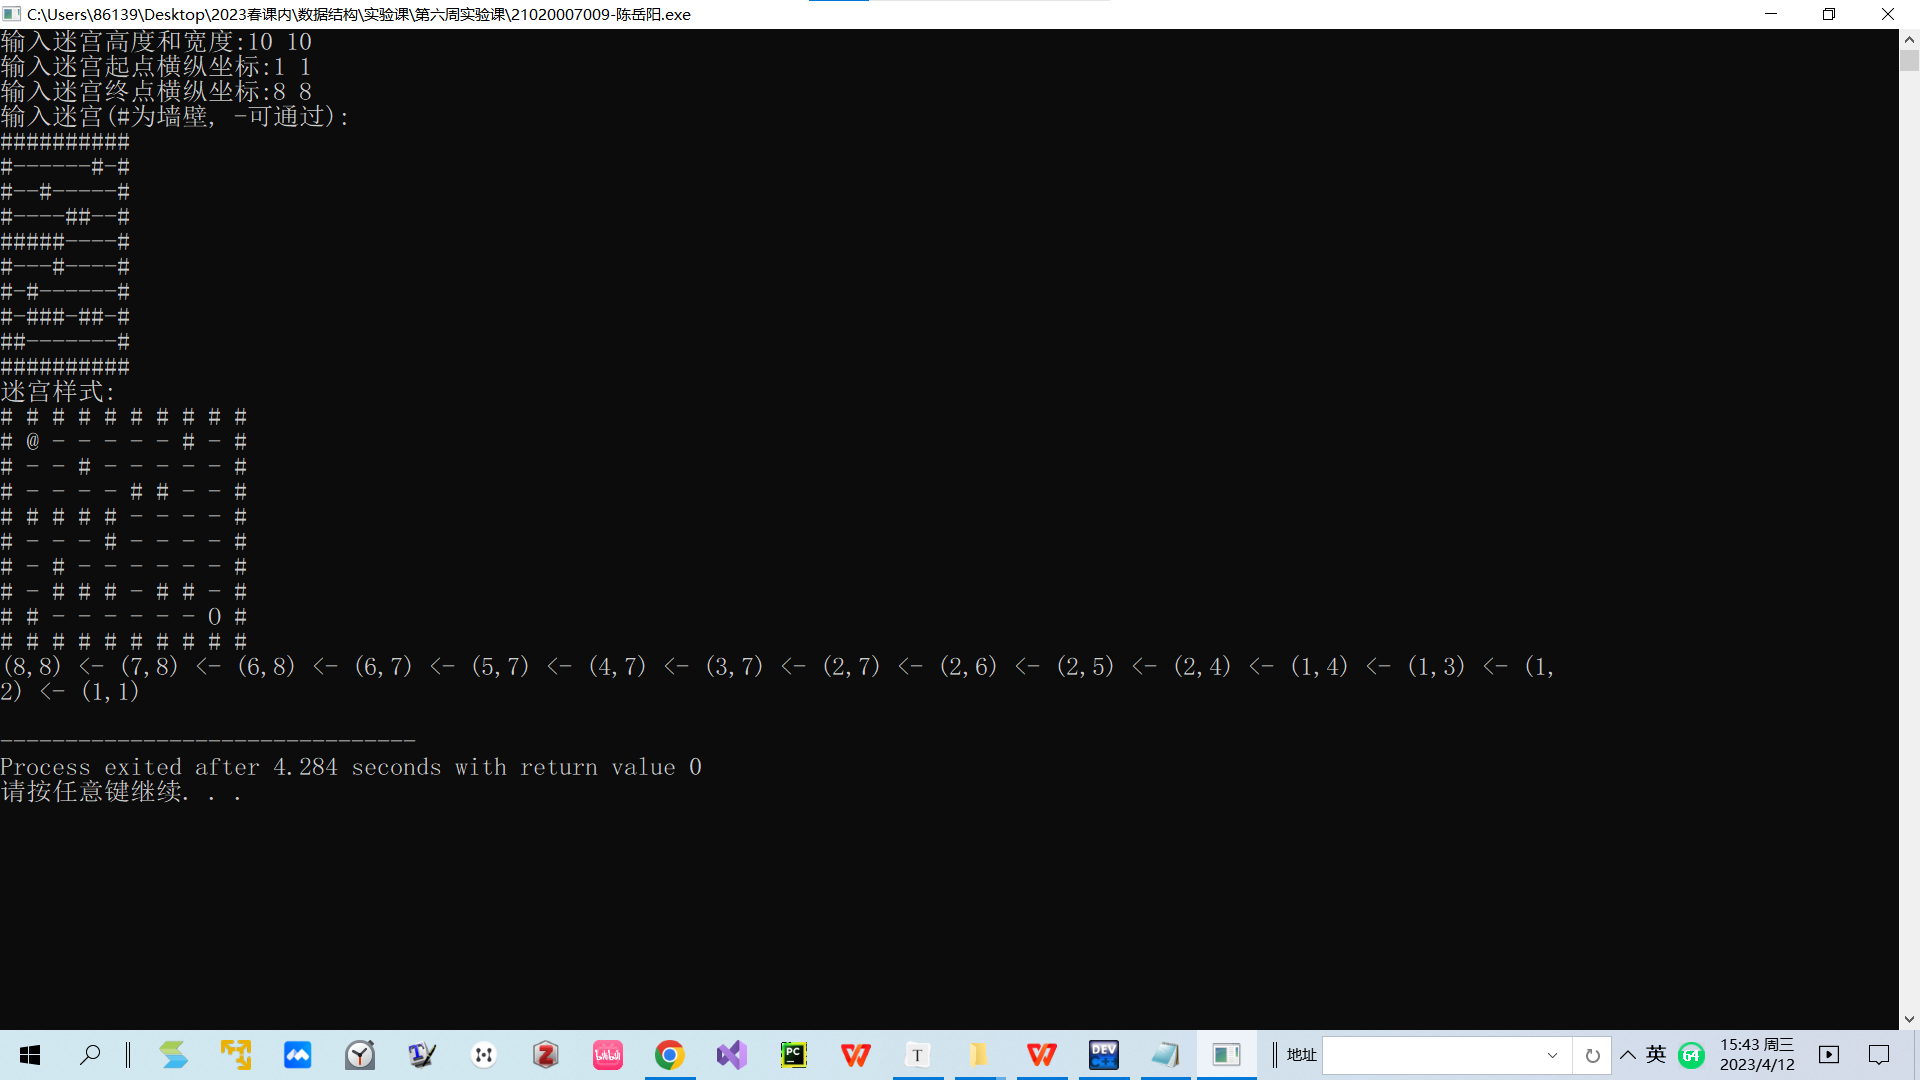 C:\Users\86139\Desktop\2023春课内\数据结构\实验课\第六周实验课\21020007009-陈岳阳.exe
输入迷宫高度和宽度:10 10
输入迷宫起点横纵坐标:1 1
输入迷宫终点横纵坐标:8 8
输入迷宫(#为墙壁, -可通过):
##########
#------#-#
#--#-----#
#----##--#
#####----#
#---#----#
#-#------#
#-###-##-#
##-------#
##########
迷宫样式:
# # # # # # # # # #
# @ - - - - - # - #
# - - # - - - - - #
# - - - - # # - - #
# # # # # - - - - #
# - - - # - - - - #
# - # - - - - - - #
# - # # # - # # - #
# # - - - - - - O #
# # # # # # # # # #
(8,8) <- (7,8) <- (6,8) <- (6,7) <- (5,7) <- (4,7) <- (3,7) <- (2,7) <- (2,6) <- (2,5) <- (2,4) <- (1,4) <- (1,3) <- (1,
2) <- (1,1)
--------------------------------
Process exited after 4.284 seconds with return value 0
请按任意键继续. . .
地址
英
64
15:43 周三
2023/4/12
bilibili
PC
T
DEV
C++